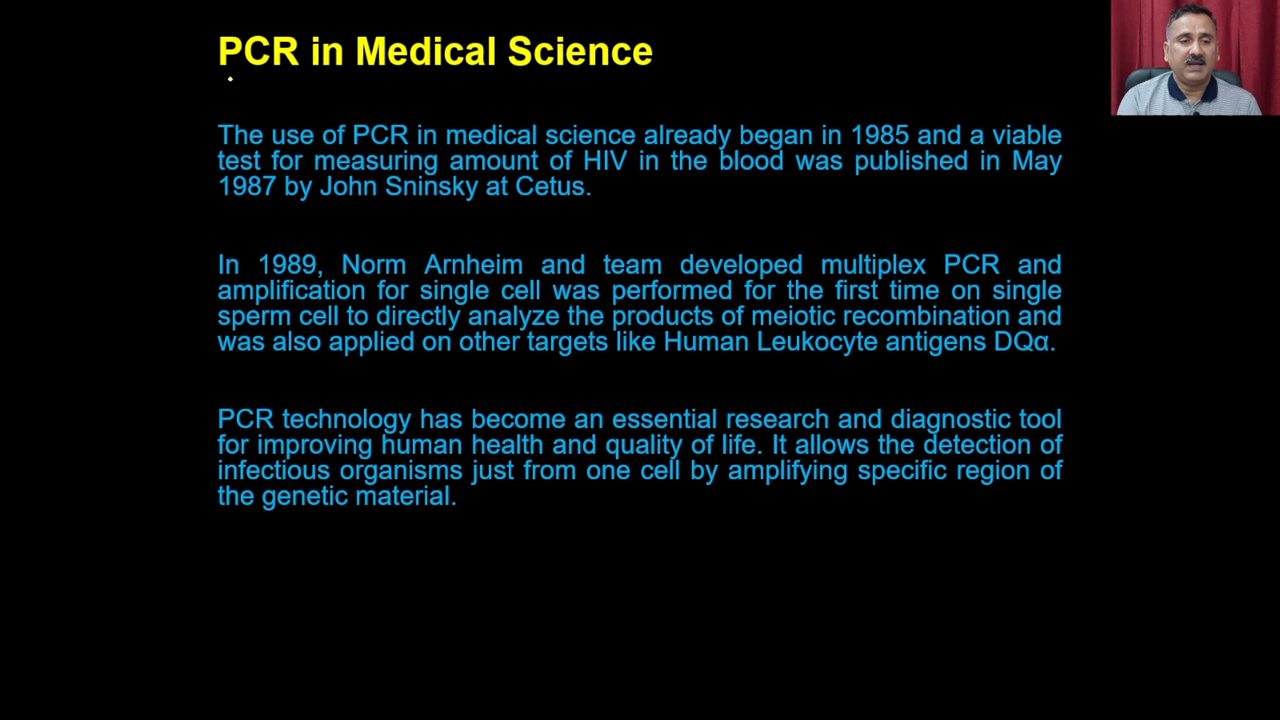 PCR in Medical Science
The use of PCR in medical science already began in 1985 and a viable
test for measuring amount of HIV in the blood was published in May
1987 by John Sninsky at Cetus.
In 1989, Norm Arnheim and team developed multiplex PCR and
amplification for single cell was performed for the first time on single
sperm cell to directly analyze the products of meiotic recombination and
was also applied on other targets like Human Leukocyte antigens DQα.
PCR technology has become an essential research and diagnostic tool
for improving human health and quality of life. It allows the detection of
infectious organisms just from one cell by amplifying specific region of
the genetic material.